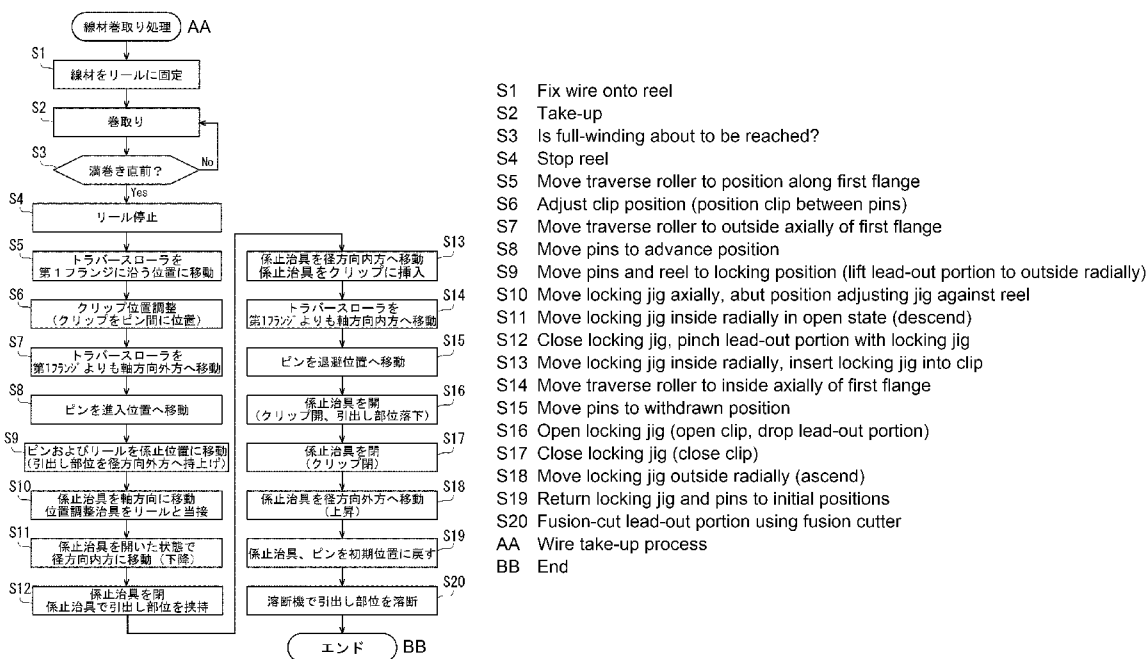 線材巻取り処理 AA
S1
線材をリールに固定
S2
巻取り
S3
満巻き直前？
No
Yes
S4
リール停止
S5
トラバースローラを
第1フランジに沿う位置に移動
S6
クリップ位置調整
(クリップをピン間に位置)
S7
トラバースローラを
第1フランジよりも軸方向外方へ移動
S8
ピンを進入位置へ移動
S9
ピンおよびリールを係止位置に移動
(引出し部位を径方向外方へ持上げ)
S10
係止治具を軸方向に移動
位置調整治具をリールと当接
S11
係止治具を開いた状態で
径方向内方に移動(下降)
S12
係止治具を閉
係止治具で引出し部位を挟持
S13
係止治具を径方向内方へ移動
係止治具をクリップに挿入
S14
トラバースローラを
第1フランジよりも軸方向内方へ移動
S15
ピンを退避位置へ移動
S16
係止治具を開
(クリップ開、引出し部位落下)
S17
係止治具を閉
(クリップ閉)
S18
係止治具を径方向外方へ移動
(上昇)
S19
係止治具、ピンを初期位置に戻す
S20
溶断機で引出し部位を溶断
エンド BB
S1 Fix wire onto reel
S2 Take-up
S3 Is full-winding about to be reached?
S4 Stop reel
S5 Move traverse roller to position along first flange
S6 Adjust clip position (position clip between pins)
S7 Move traverse roller to outside axially of first flange
S8 Move pins to advance position
S9 Move pins and reel to locking position (lift lead-out portion to outside radially)
S10 Move locking jig axially, abut position adjusting jig against reel
S11 Move locking jig inside radially in open state (descend)
S12 Close locking jig, pinch lead-out portion with locking jig
S13 Move locking jig inside radially, insert locking jig into clip
S14 Move traverse roller to inside axially of first flange
S15 Move pins to withdrawn position
S16 Open locking jig (open clip, drop lead-out portion)
S17 Close locking jig (close clip)
S18 Move locking jig outside radially (ascend)
S19 Return locking jig and pins to initial positions
S20 Fusion-cut lead-out portion using fusion cutter
AA Wire take-up process
BB End